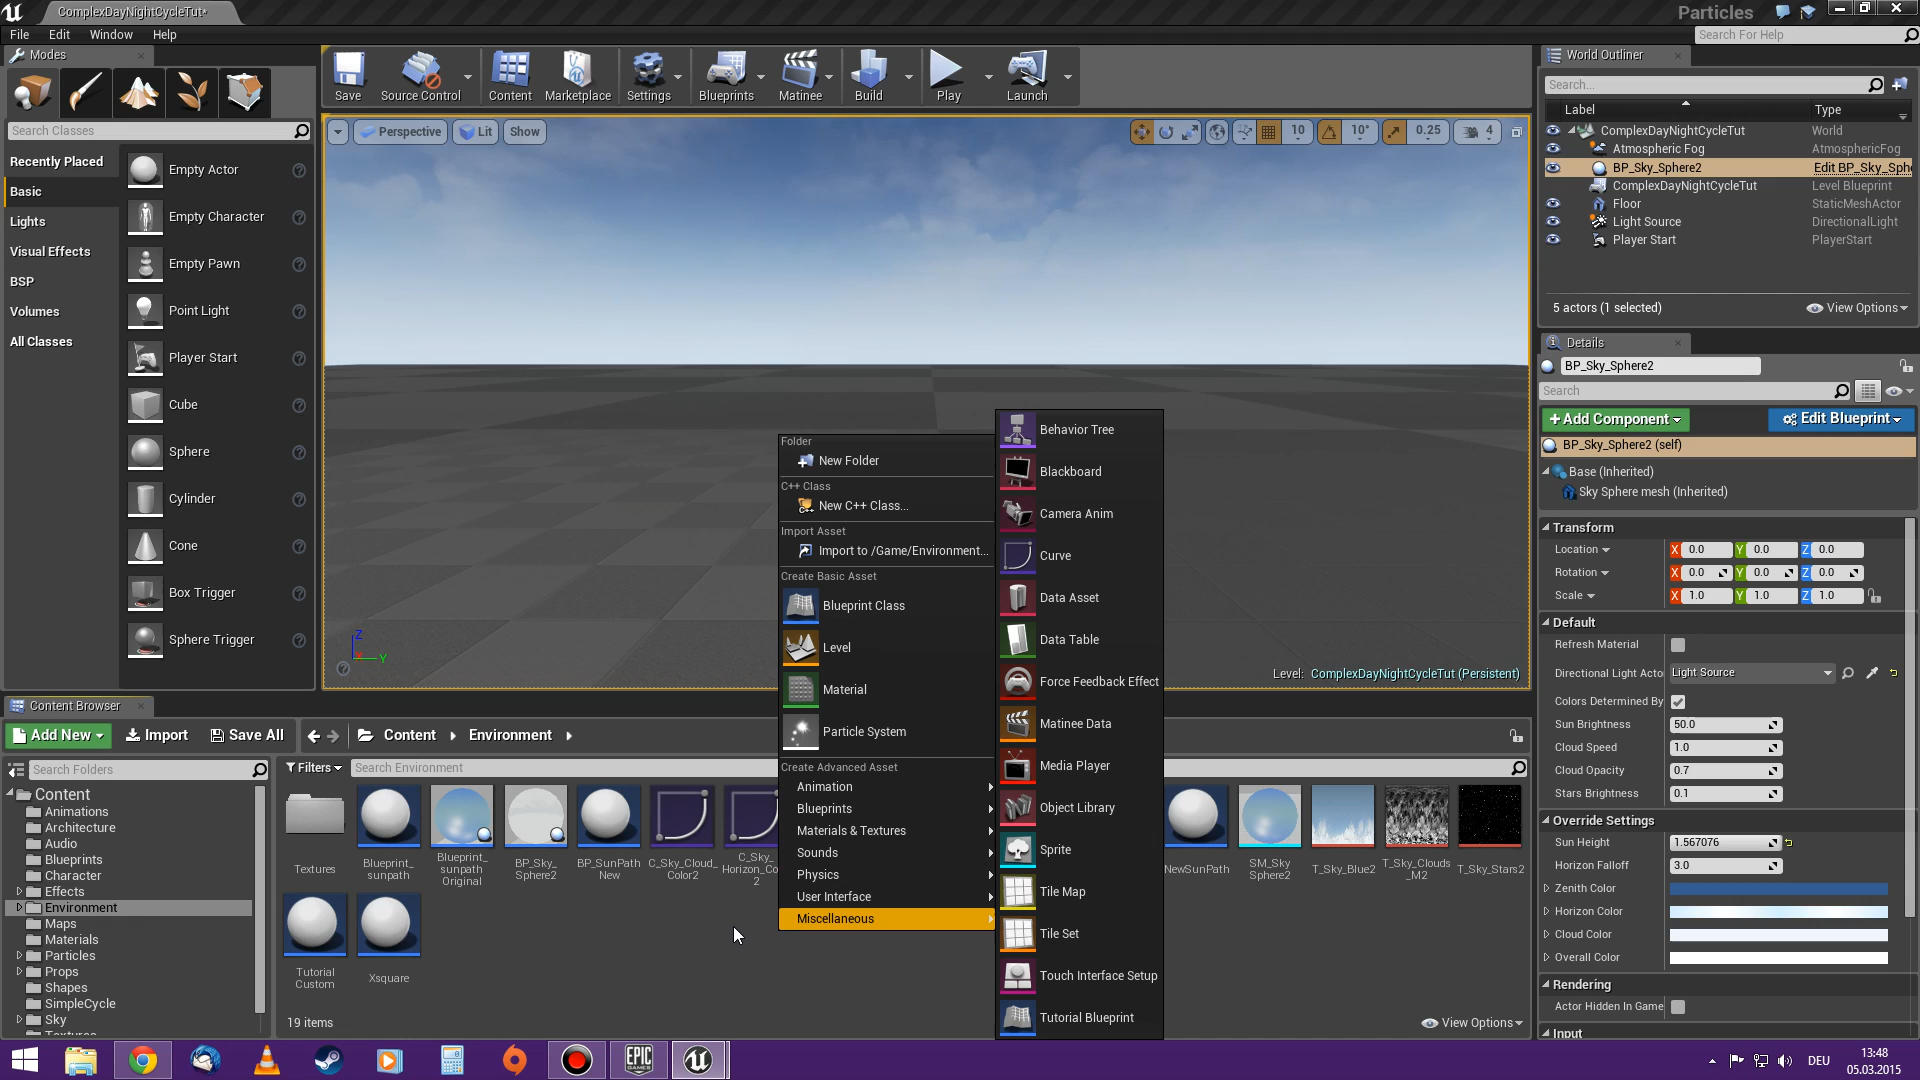 ComplexDayNightCycleTut*
Particles
File Edit Window Help
Search For Help
Modes
Search Classes
Recently Placed
Basic
Lights
Visual Effects
BSP
Volumes
All Classes
Empty Actor
Empty Character
Empty Pawn
Point Light
Player Start
Cube
Sphere
Cylinder
Cone
Box Trigger
Sphere Trigger
Save
Source Control
Content
Marketplace
Settings
Blueprints
Matinee
Build
Play
Launch
Perspective
Lit
Show
10
10°
0.25
4
Z
Y
Level: ComplexDayNightCycleTut (Persistent)
World Outliner
Search...
Label Type
ComplexDayNightCycleTut World
Atmospheric Fog AtmosphericFog
BP_Sky_Sphere2 Edit BP_Sky_Sph
ComplexDayNightCycleTut Level Blueprint
Floor StaticMeshActor
Light Source DirectionalLight
Player Start PlayerStart
5 actors (1 selected)
View Options
Details
BP_Sky_Sphere2
Search
+Add Component
Edit Blueprint
BP_Sky_Sphere2 (self)
Base (Inherited)
Sky Sphere mesh (Inherited)
Transform
Location X 0.0 Y 0.0 Z 0.0
Rotation X 0.0 Y 0.0 Z 0.0
Scale X 1.0 Y 1.0 Z 1.0
Default
Refresh Material
Directional Light Acto Light Source
Colors Determined By
Sun Brightness 50.0
Cloud Speed 1.0
Cloud Opacity 0.7
Stars Brightness 0.1
Override Settings
Sun Height 1.567076
Horizon Falloff 3.0
Zenith Color
Horizon Color
Cloud Color
Overall Color
Rendering
Actor Hidden In Game
Input
Folder
New Folder
C++ Class
New C++ Class...
Import Asset
Import to /Game/Environment...
Create Basic Asset
Blueprint Class
Level
Material
Particle System
Create Advanced Asset
Animation
Blueprints
Materials & Textures
Sounds
Physics
User Interface
Miscellaneous
Behavior Tree
Blackboard
Camera Anim
Curve
Data Asset
Data Table
Force Feedback Effect
Matinee Data
Media Player
Object Library
Sprite
Tile Map
Tile Set
Touch Interface Setup
Tutorial Blueprint
Content Browser
Add New
Import
Save All
Content
Environment
Search Folders
Filters
Search Environment
Content
Animations
Architecture
Audio
Blueprints
Character
Effects
Environment
Maps
Materials
Particles
Props
Shapes
SimpleCycle
Sky
Textures
Textures
Blueprint_
sunpath
Blueprint_
sunpath
Original
BP_Sky_
Sphere2
BP_SunPath
New
C_Sky_Cloud_
Color2
C_Sky_
Horizon_Co
2
NewSunPath
SM_Sky
Sphere2
T_Sky_Blue2
T_Sky_Clouds
_M2
T_Sky_Stars2
Tutorial
Custom
Xsquare
19 items
View Options
EPIC
GAMES
DEU
13:48
05.03.2015